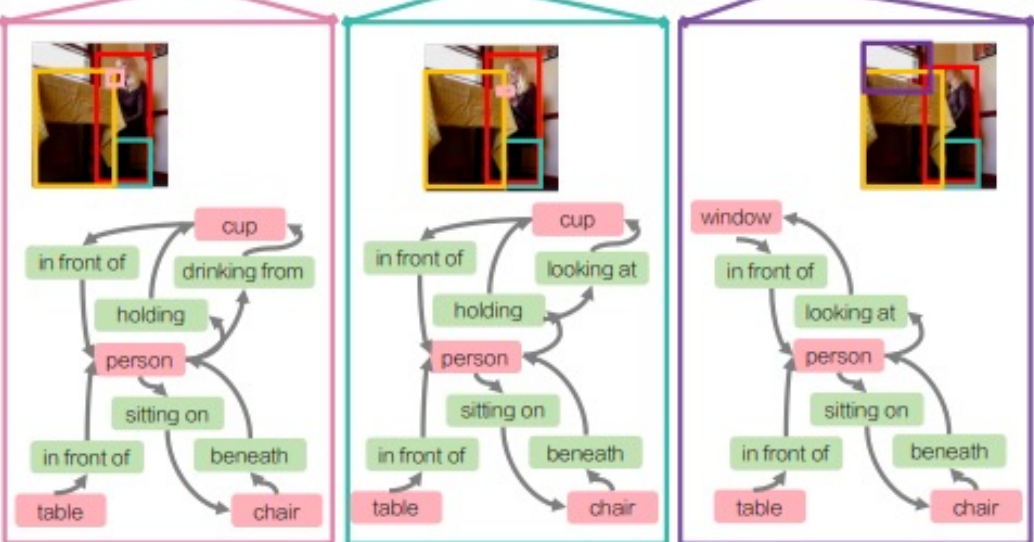 cup
in front of
drinking from
holding
person
sitting on
in front of
beneath
table
chair
cup
in front of
looking at
holding
person
sitting on
in front of
beneath
table
chair
window
in front of
looking at
person
sitting on
in front of
beneath
table
chair